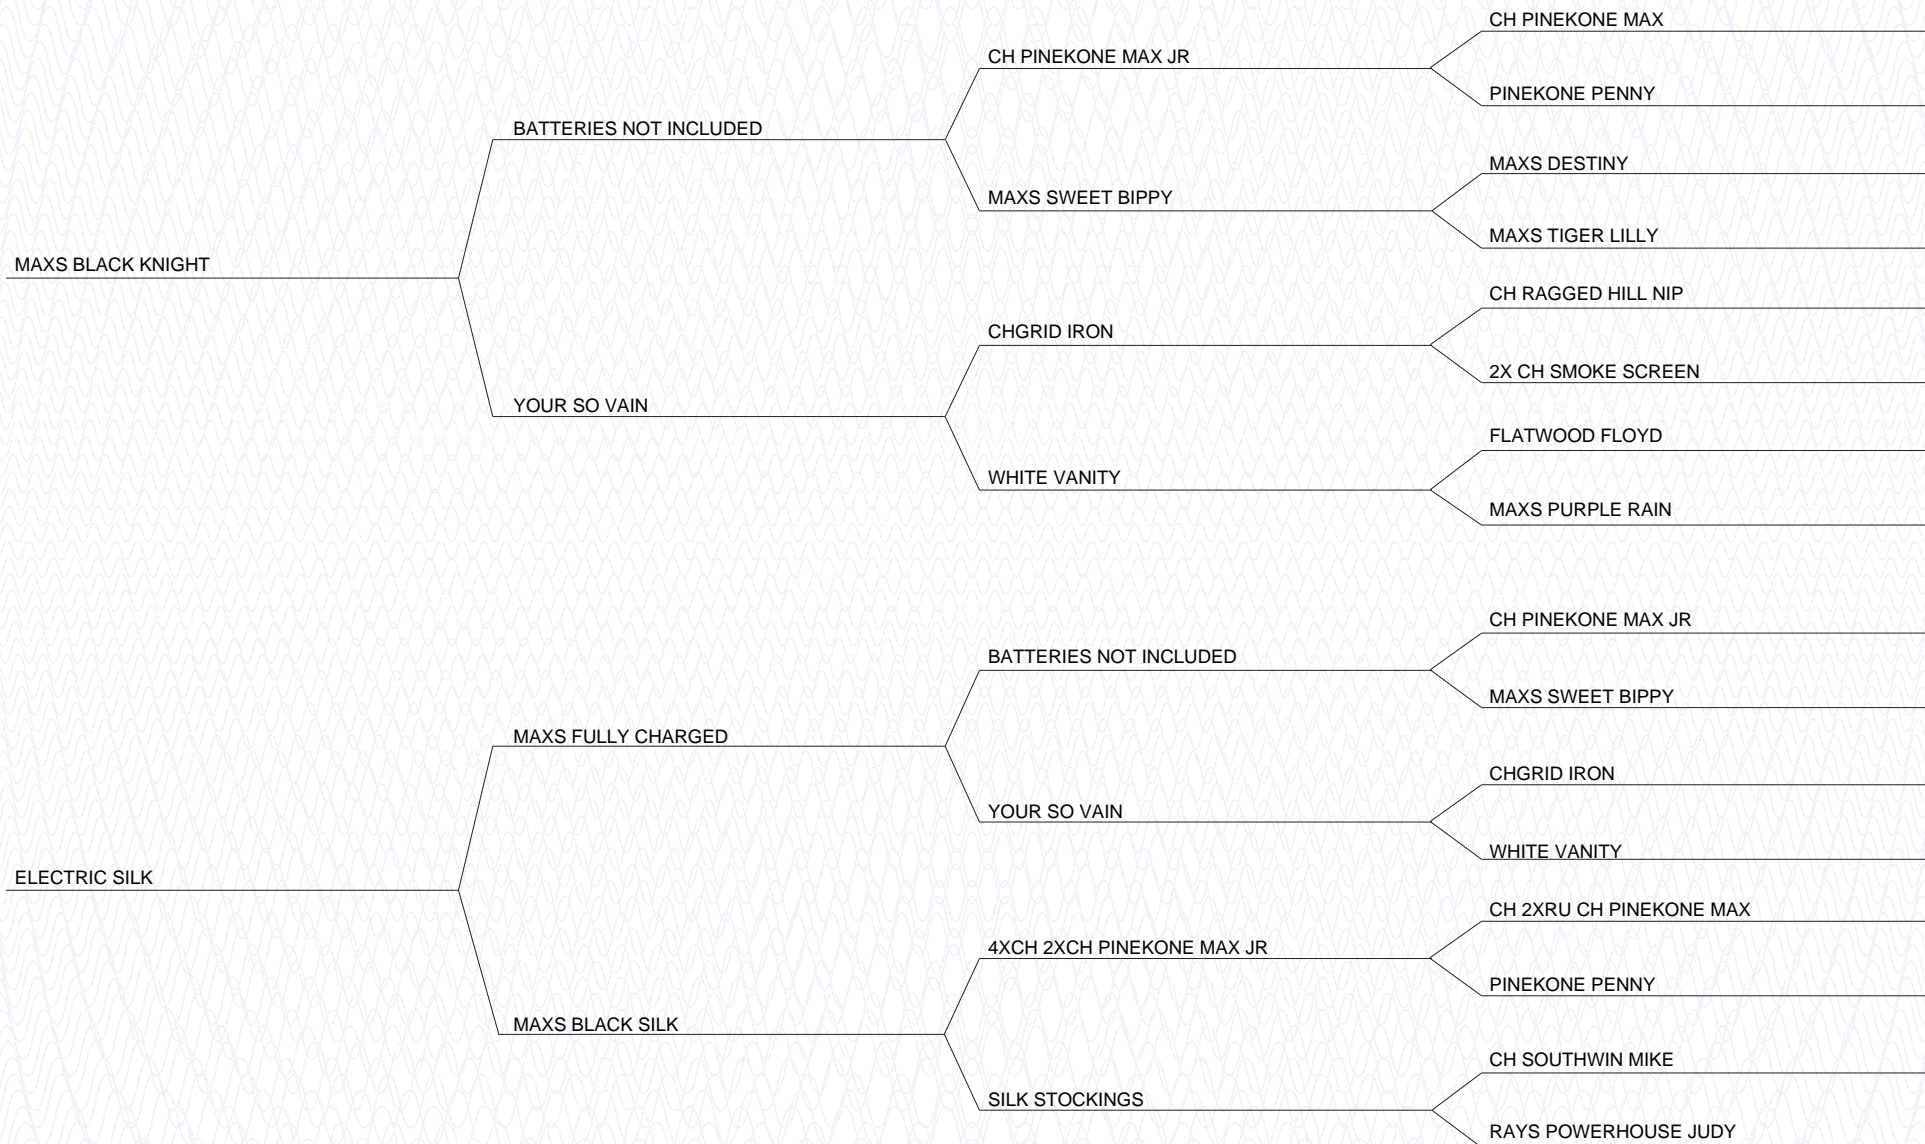 CH PINEKONE MAX
CH PINEKONE MAX JR
PINEKONE PENNY
BATTERIES NOT INCLUDED
MAXS DESTINY
MAXS SWEET BIPPY
MAXS TIGER LILLY
MAXS BLACK KNIGHT
CH RAGGED HILL NIP
CHGRID IRON
2X CH SMOKE SCREEN
YOUR SO VAIN
FLATWOOD FLOYD
WHITE VANITY
MAXS PURPLE RAIN
CH PINEKONE MAX JR
BATTERIES NOT INCLUDED
MAXS SWEET BIPPY
MAXS FULLY CHARGED
CHGRID IRON
YOUR SO VAIN
WHITE VANITY
ELECTRIC SILK
CH 2XRU CH PINEKONE MAX
4XCH 2XCH PINEKONE MAX JR
PINEKONE PENNY
MAXS BLACK SILK
CH SOUTHWIN MIKE
SILK STOCKINGS
RAYS POWERHOUSE JUDY